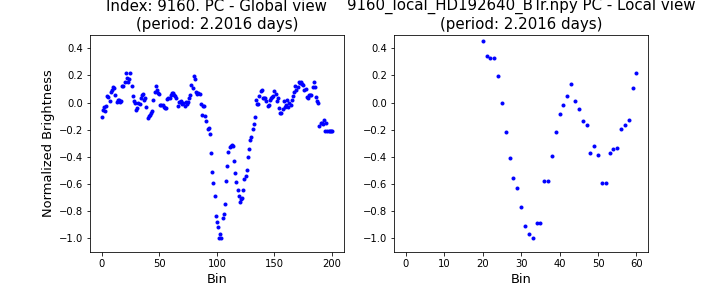 Index: 9160. PC - Global view
(period: 2.2016 days)
9160_local_HD192640_BTr.npy PC - Local view
(period: 2.2016 days)
Normalized Brightness
0.4
0.2
0.0
−0.2
−0.4
−0.6
−0.8
−1.0
0 50 100 150 200
Bin
0.4
0.2
0.0
−0.2
−0.4
−0.6
−0.8
−1.0
0 10 20 30 40 50 60
Bin